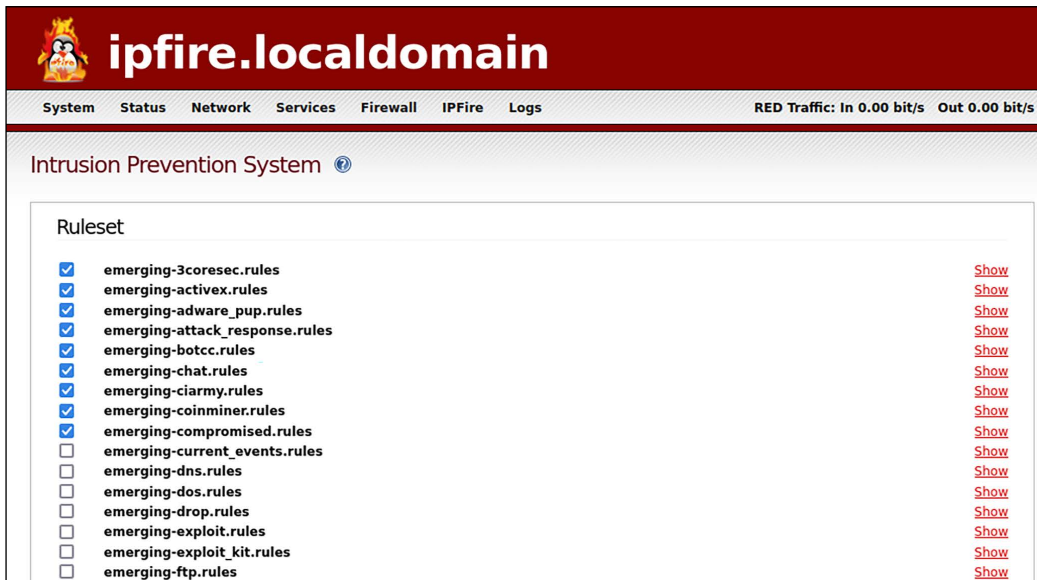 ipfire.localdomain
System Status Network Services Firewall IPFire Logs RED Traffic: In 0.00 bit/s Out 0.00 bit/s
Intrusion Prevention System
Ruleset
emerging-3coresec.rules Show
emerging-activex.rules Show
emerging-adware_pup.rules Show
emerging-attack_response.rules Show
emerging-botcc.rules Show
emerging-chat.rules Show
emerging-ciarmy.rules Show
emerging-coinminer.rules Show
emerging-compromised.rules Show
emerging-current_events.rules Show
emerging-dns.rules Show
emerging-dos.rules Show
emerging-drop.rules Show
emerging-exploit.rules Show
emerging-exploit_kit.rules Show
emerging-ftp.rules Show